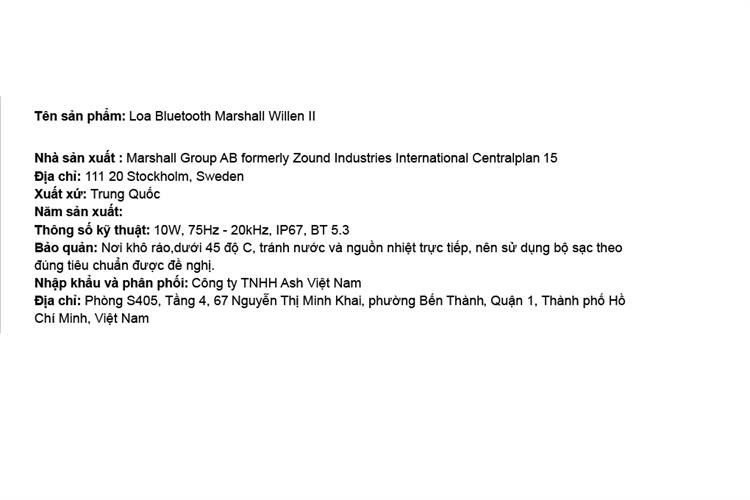 Tên sản phẩm: Loa Bluetooth Marshall Willen II
Nhà sản xuất : Marshall Group AB formerly Zound Industries International Centralplan 15
Địa chỉ: 111 20 Stockholm, Sweden
Xuất xứ: Trung Quốc
Năm sản xuất:
Thông số kỹ thuật: 10W, 75Hz - 20kHz, IP67, BT 5.3
Bảo quản: Nơi khô ráo,dưới 45 độ C, tránh nước và nguồn nhiệt trực tiếp, nên sử dụng bộ sạc theo
đúng tiêu chuẩn được đề nghị.
Nhập khẩu và phân phối: Công ty TNHH Ash Việt Nam
Địa chỉ: Phòng S405, Tầng 4, 67 Nguyễn Thị Minh Khai, phường Bến Thành, Quận 1, Thành phố Hồ
Chí Minh, Việt Nam